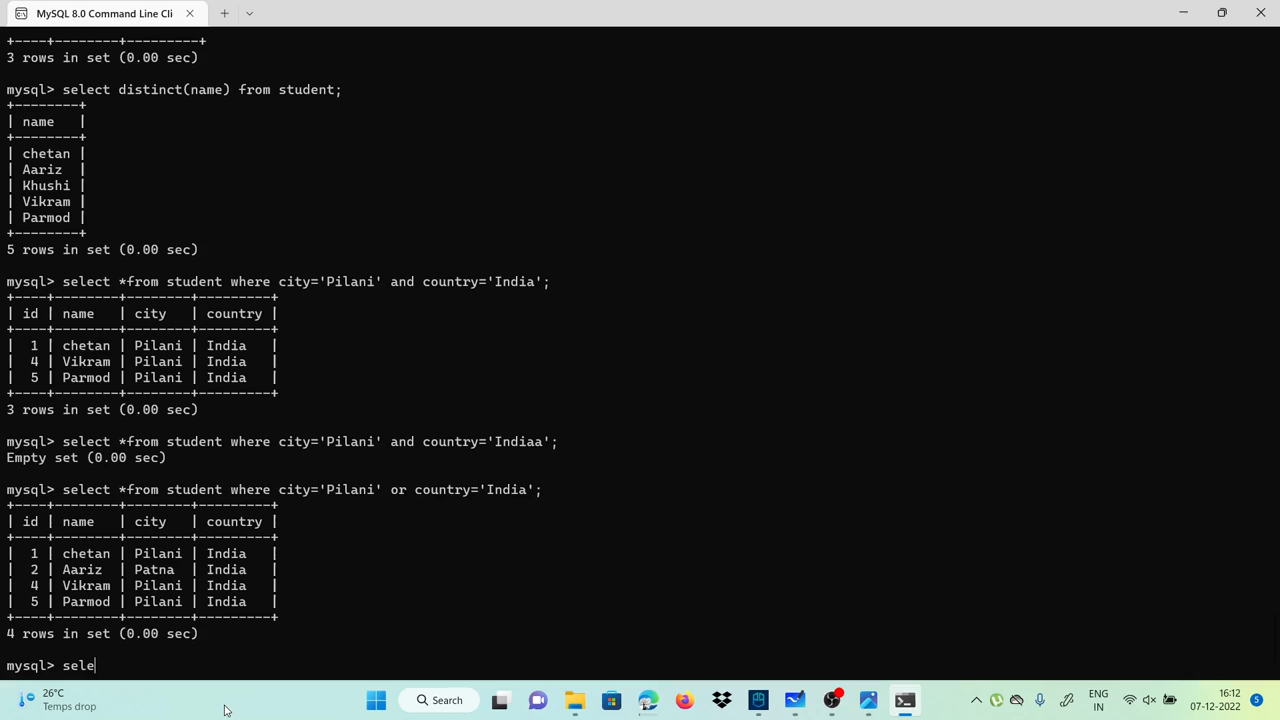 MySQL 8.0 Command Line Cli
+----+--------+---------+
3 rows in set (0.00 sec)
mysql> select distinct(name) from student;
+--------+
| name   |
+--------+
| chetan |
| Aariz  |
| Khushi |
| Vikram |
| Parmod |
+--------+
5 rows in set (0.00 sec)
mysql> select *from student where city='Pilani' and country='India';
+----+--------+--------+---------+
| id | name   | city   | country |
+----+--------+--------+---------+
|  1 | chetan | Pilani | India   |
|  4 | Vikram | Pilani | India   |
|  5 | Parmod | Pilani | India   |
+----+--------+--------+---------+
3 rows in set (0.00 sec)
mysql> select *from student where city='Pilani' and country='Indiaa';
Empty set (0.00 sec)
mysql> select *from student where city='Pilani' or country='India';
+----+--------+--------+---------+
| id | name   | city   | country |
+----+--------+--------+---------+
|  1 | chetan | Pilani | India   |
|  2 | Aariz  | Patna  | India   |
|  4 | Vikram | Pilani | India   |
|  5 | Parmod | Pilani | India   |
+----+--------+--------+---------+
4 rows in set (0.00 sec)
mysql> sele
26°C
Temps drop
Search
ENG
IN
16:12
07-12-2022
5